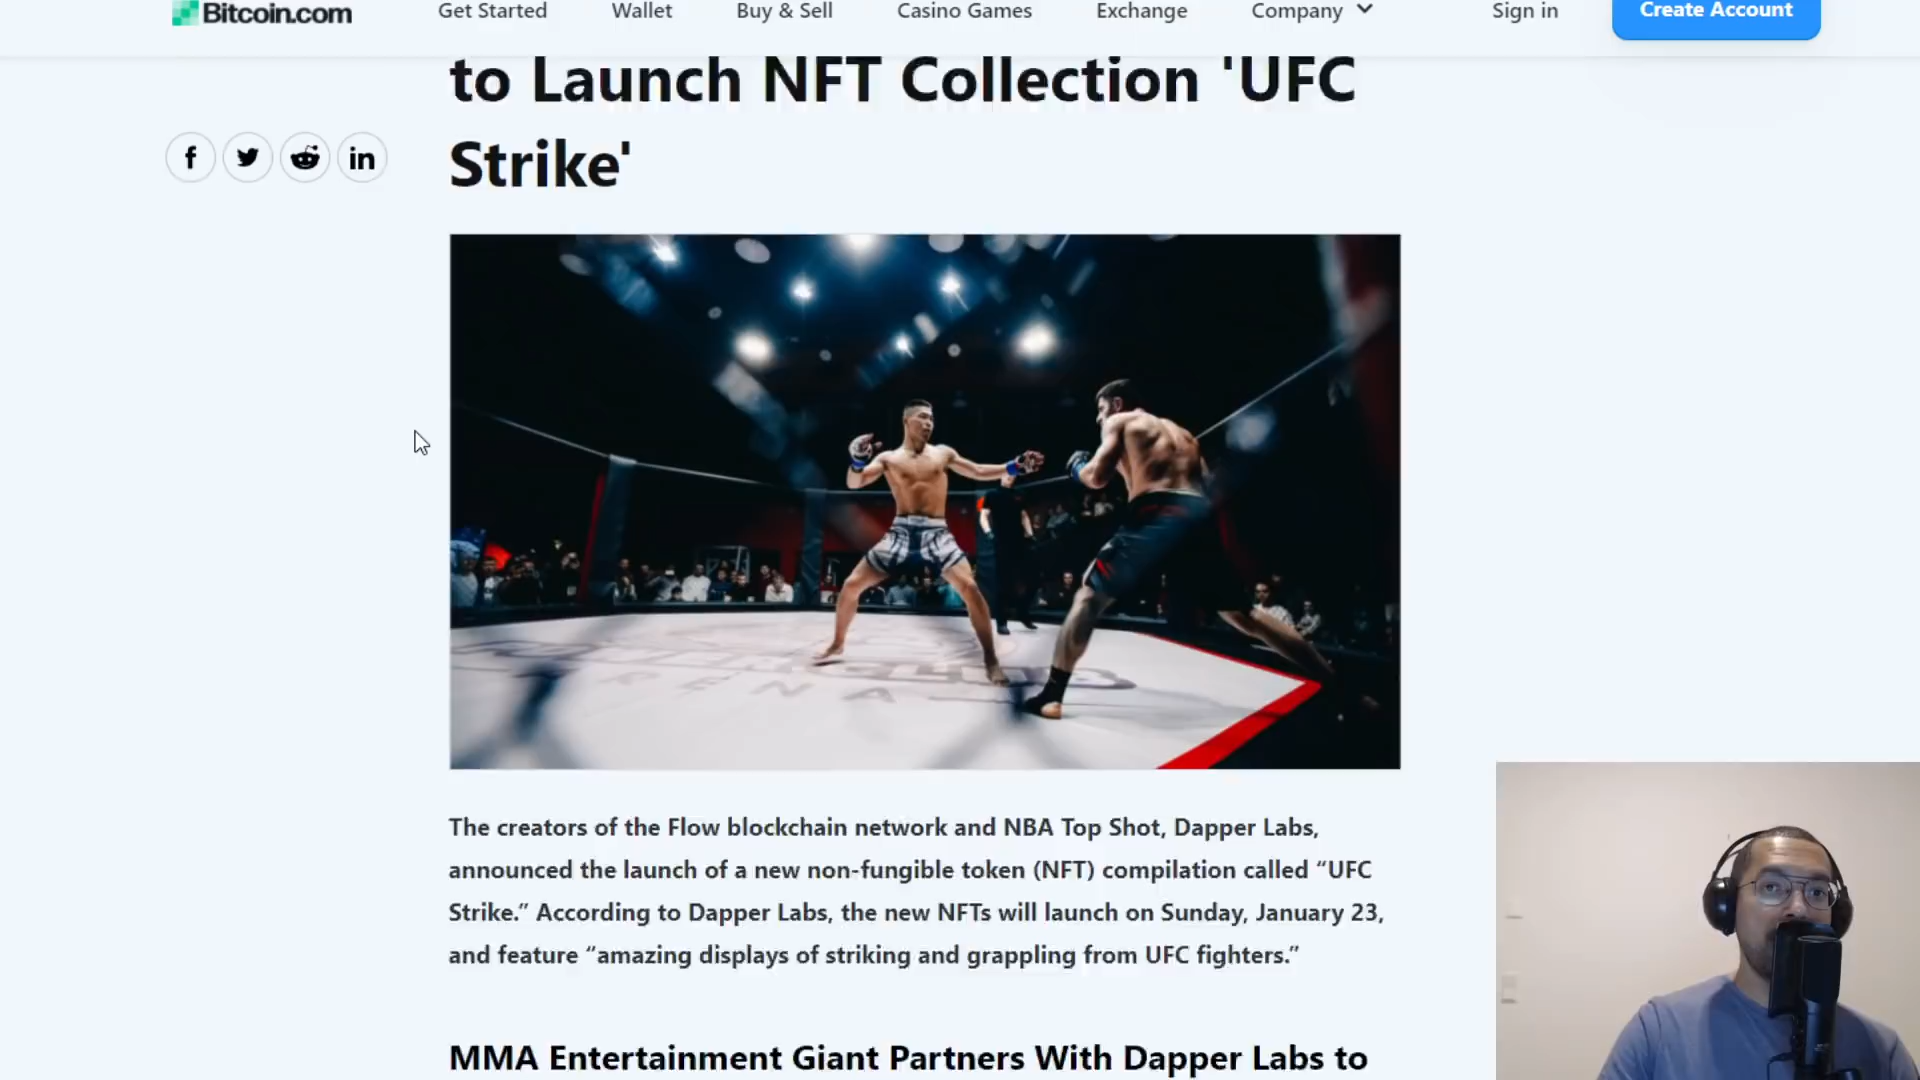 Bitcoin.com
Get Started
Wallet
Buy & Sell
Casino Games
Exchange
Company
Sign in
Create Account
to Launch NFT Collection 'UFC
Strike'
The creators of the Flow blockchain network and NBA Top Shot, Dapper Labs,
announced the launch of a new non-fungible token (NFT) compilation called “UFC
Strike.” According to Dapper Labs, the new NFTs will launch on Sunday, January 23,
and feature “amazing displays of striking and grappling from UFC fighters.”
MMA Entertainment Giant Partners With Dapper Labs to